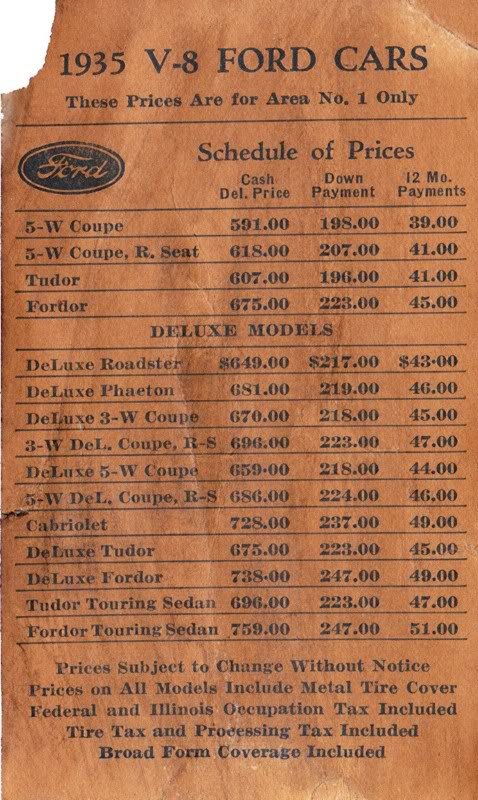 1935 V-8 FORD CARS
These Prices Are for Area No. 1 Only
Ford
Schedule of Prices
Cash Del. Price Down Payment 12 Mo. Payments
5-W Coupe 591.00 198.00 39.00
5-W Coupe, R. Seat 618.00 207.00 41.00
Tudor 607.00 196.00 41.00
Fordor 675.00 223.00 45.00
DELUXE MODELS
DeLuxe Roadster $649.00 $217.00 $43.00
DeLuxe Phaeton 681.00 219.00 46.00
DeLuxe 3-W Coupe 670.00 218.00 45.00
3-W DeL. Coupe, R-S 696.00 223.00 47.00
DeLuxe 5-W Coupe 659.00 218.00 44.00
5-W DeL. Coupe, R-S 686.00 224.00 46.00
Cabriolet 728.00 237.00 49.00
DeLuxe Tudor 675.00 223.00 45.00
DeLuxe Fordor 738.00 247.00 49.00
Tudor Touring Sedan 696.00 223.00 47.00
Fordor Touring Sedan 759.00 247.00 51.00
Prices Subject to Change Without Notice
Prices on All Models Include Metal Tire Cover
Federal and Illinois Occupation Tax Included
Tire Tax and Processing Tax Included
Broad Form Coverage Included